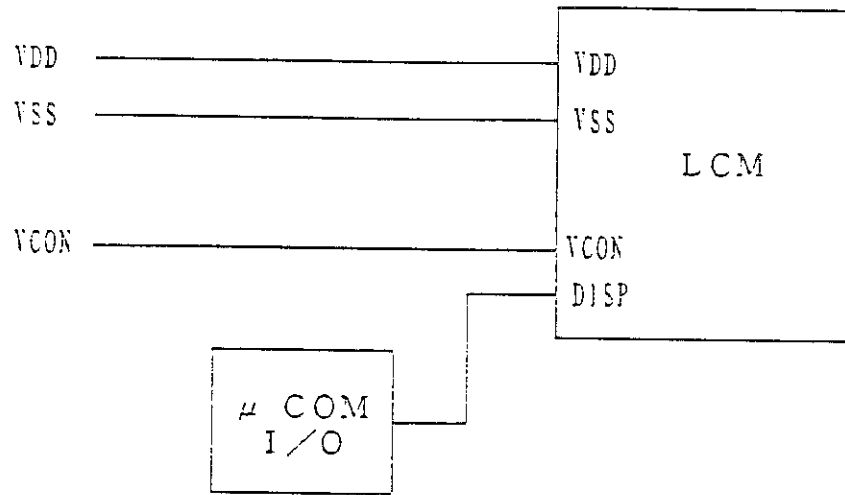 VDD
VDD
VSS
VSS
LCM
VCON
VCON
DISP
μ COM
I/O